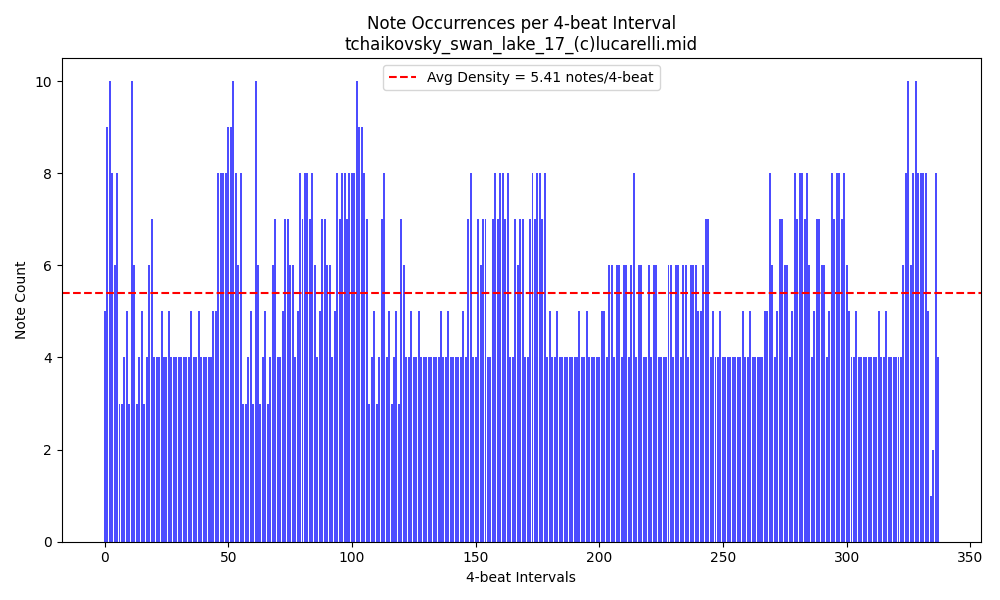 Note Occurrences per 4-beat Interval
tchaikovsky_swan_lake_17_(c)lucarelli.mid
Avg Density = 5.41 notes/4-beat
Note Count
10
8
6
4
2
0
0
50
100
150
200
250
300
350
4-beat Intervals